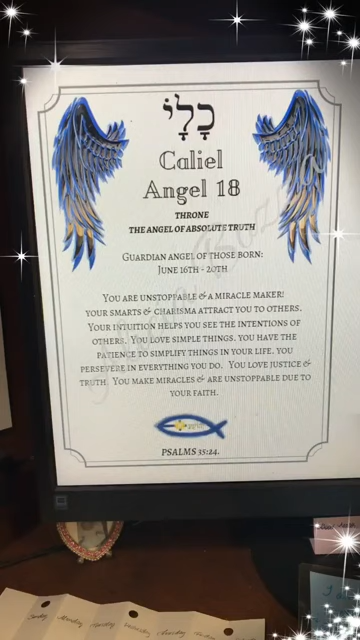 כָלָי
Caliel
Angel 18
THRONE
THE ANGEL OF ABSOLUTE TRUTH
GUARDIAN ANGEL OF THOSE BORN:
JUNE 16TH - 20TH
YOU ARE UNSTOPPABLE & A MIRACLE MAKER!
YOUR SMARTS & CHARISMA ATTRACT YOU TO OTHERS.
YOUR INTUITION HELPS YOU SEE THE INTENTIONS OF
OTHERS. YOU LOVE SIMPLE THINGS. YOU HAVE THE
PATIENCE TO SIMPLIFY THINGS IN YOUR LIFE. YOU
PERSEVERE IN EVERYTHING YOU DO. YOU LOVE JUSTICE &
TRUTH. YOU MAKE MIRACLES & ARE UNSTOPPABLE DUE TO
YOUR FAITH.
PSALMS 35:24.